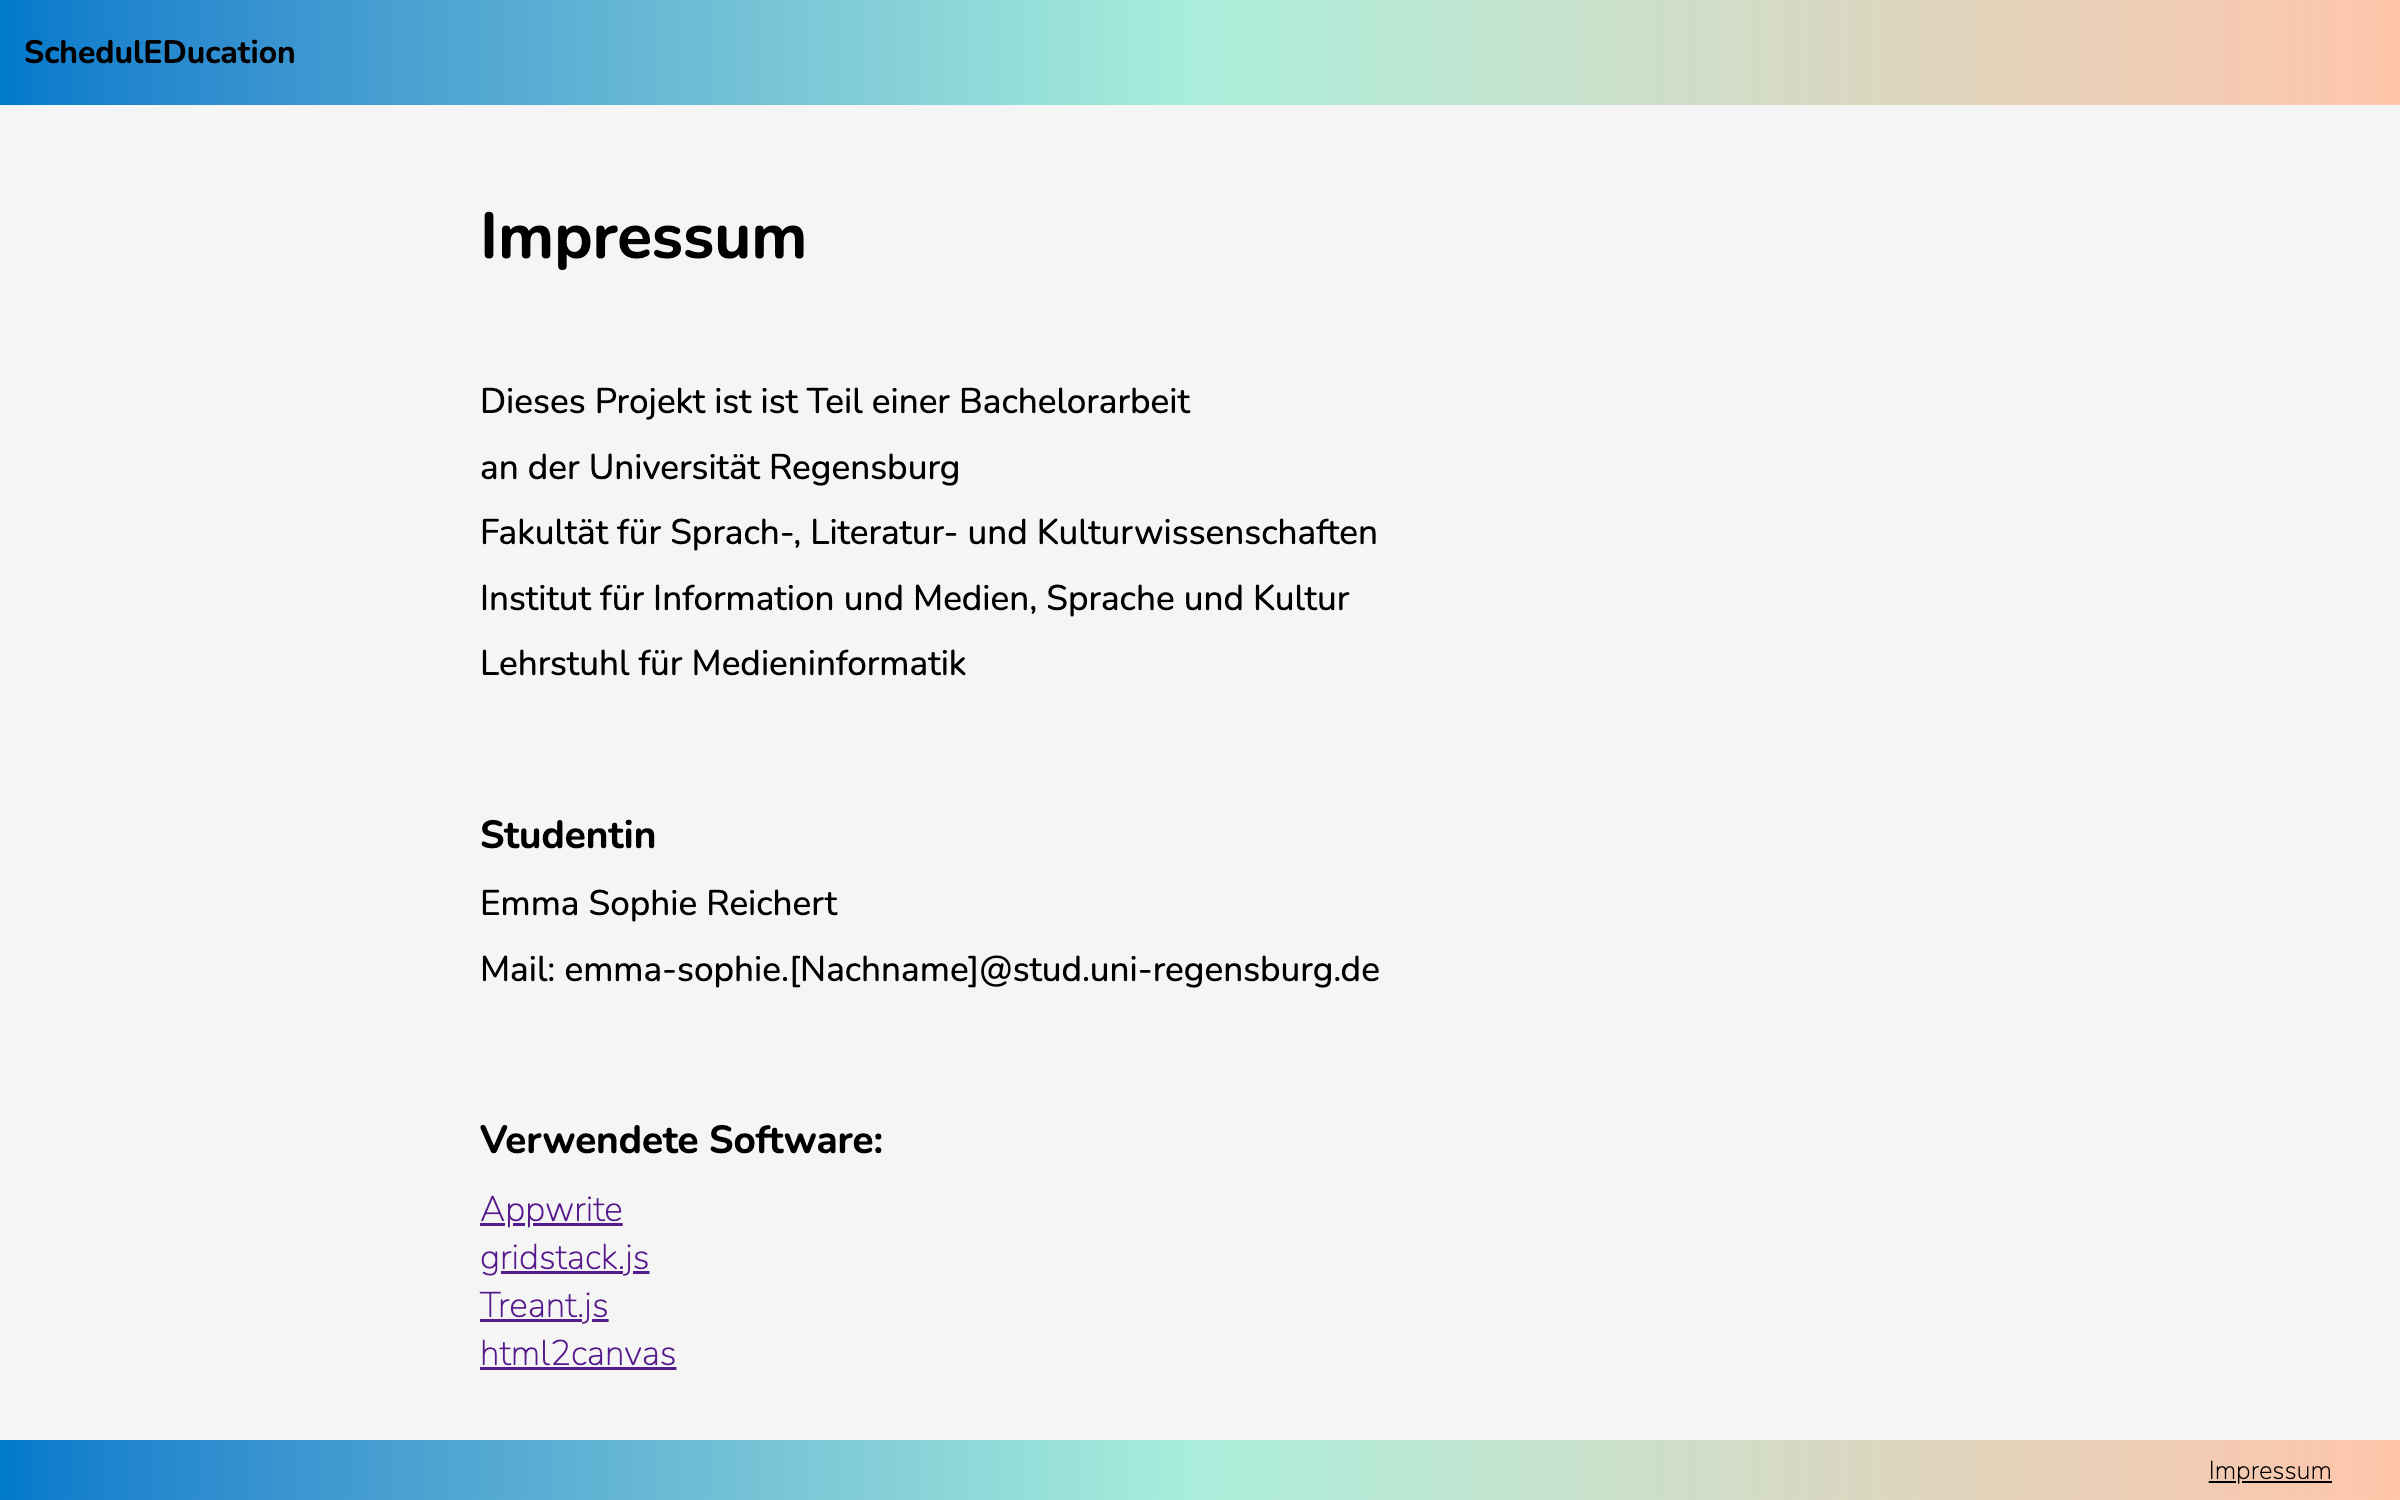 SchedulEDucation
Impressum
Dieses Projekt ist ist Teil einer Bachelorarbeit
an der Universität Regensburg
Fakultät für Sprach-, Literatur- und Kulturwissenschaften
Institut für Information und Medien, Sprache und Kultur
Lehrstuhl für Medieninformatik
Studentin
Emma Sophie Reichert
Mail: emma-sophie.[Nachname]@stud.uni-regensburg.de
Verwendete Software:
Appwrite
gridstack.js
Treant.js
html2canvas
Impressum